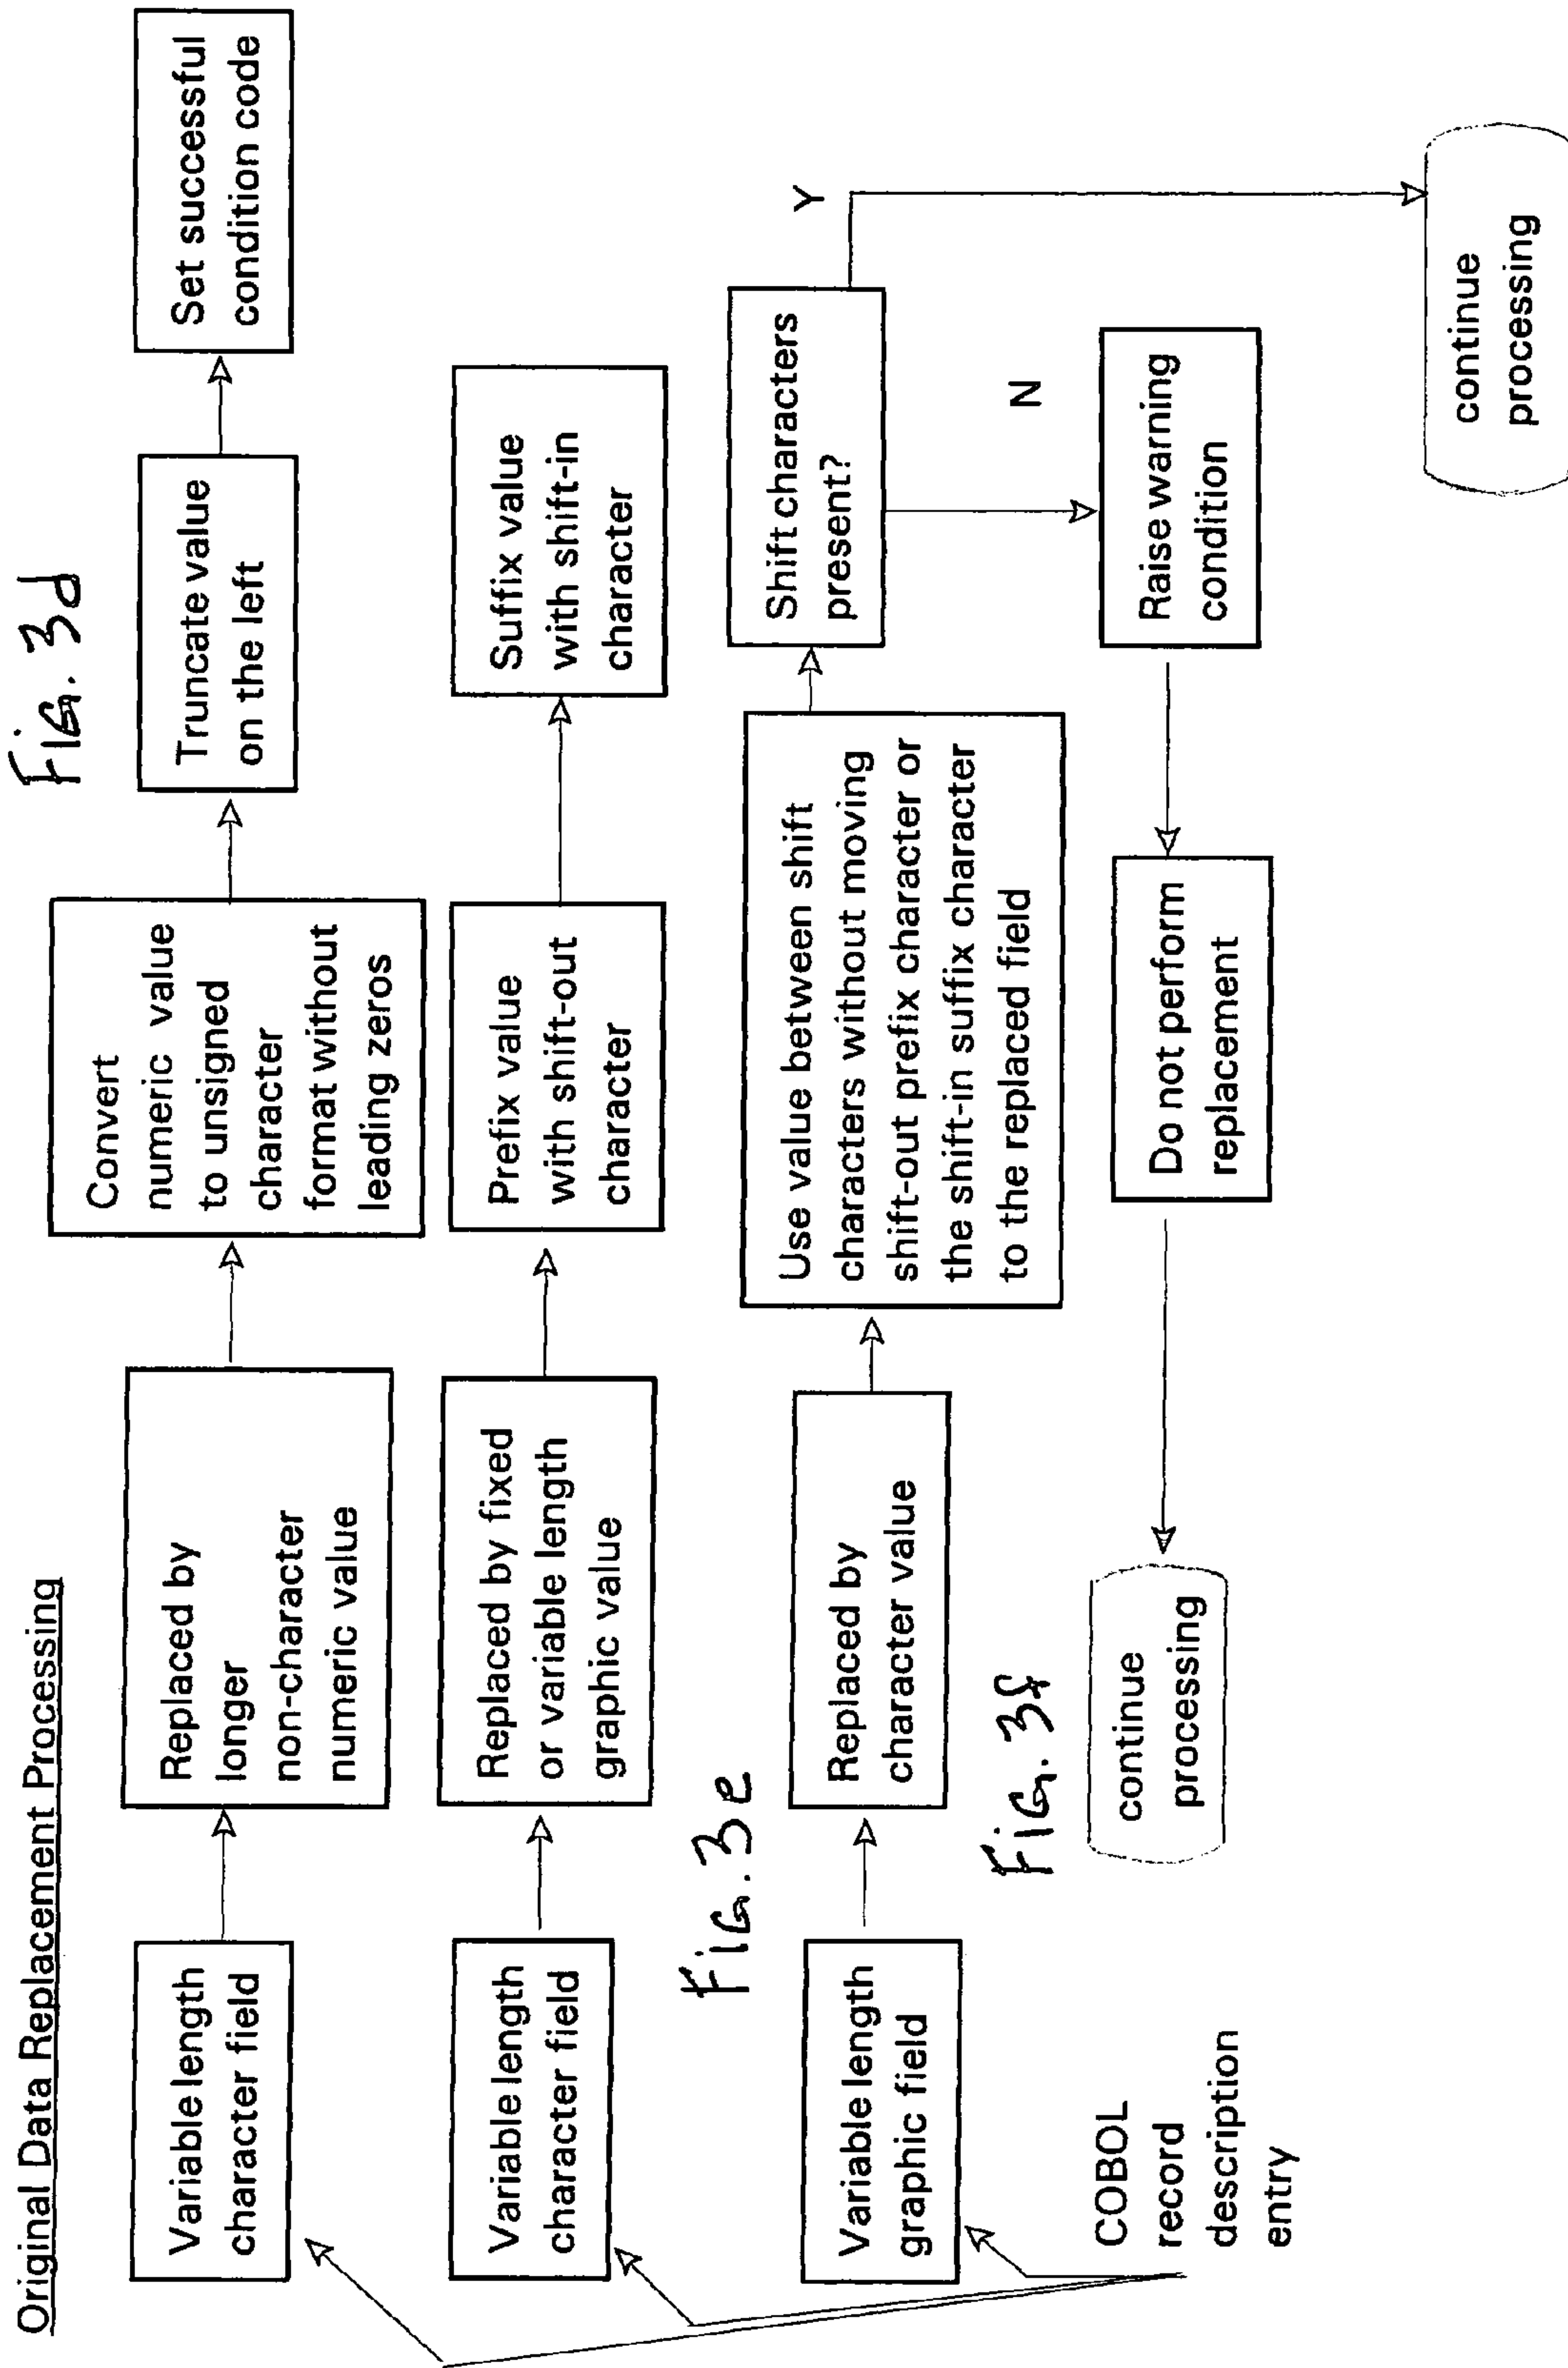 Original Data Replacement Processing
Fig. 3d
Variable length
character field
Replaced by
longer
non-character
numeric value
Convert
numeric value
to unsigned
character
format without
leading zeros
Truncate value
on the left
Set successful
condition code
Variable length
character field
Replaced by fixed
or variable length
graphic value
Prefix value
with shift-out
character
Suffix value
with shift-in
character
Fig. 3e
Variable length
graphic field
Replaced by
character value
Use value between shift
characters without moving
shift-out prefix character or
the shift-in suffix character
to the replaced field
Shift characters
present?
Y
N
Fig. 3f
Raise warning
condition
Do not perform
replacement
continue
processing
continue
processing
COBOL
record
description
entry